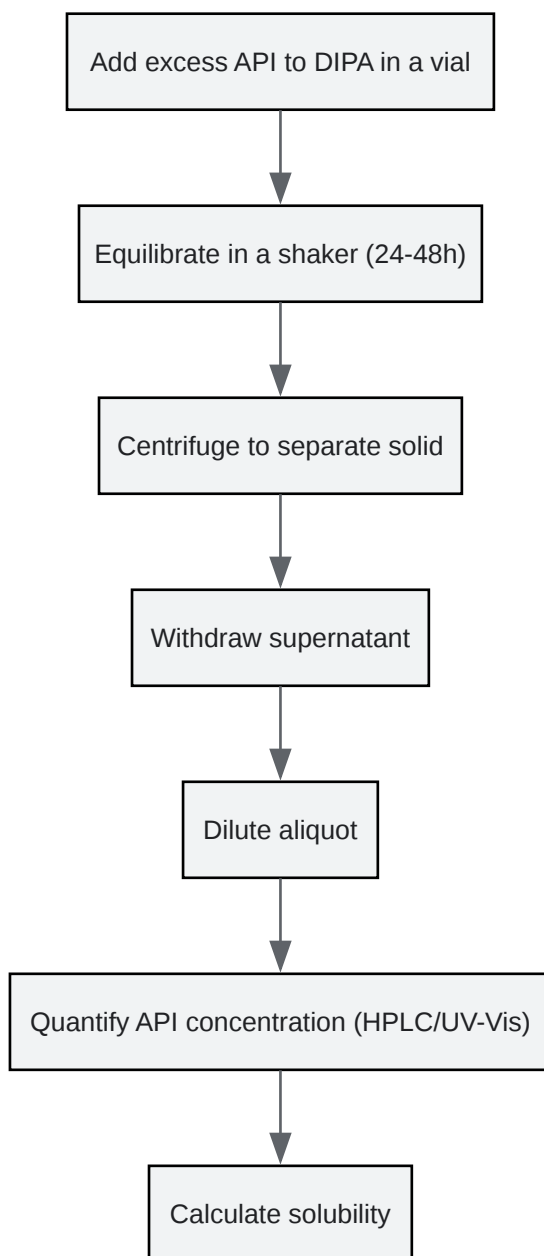 Add excess API to DIPA in a vial
Equilibrate in a shaker (24-48h)
Centrifuge to separate solid
Withdraw supernatant
Dilute aliquot
Quantify API concentration (HPLC/UV-Vis)
Calculate solubility